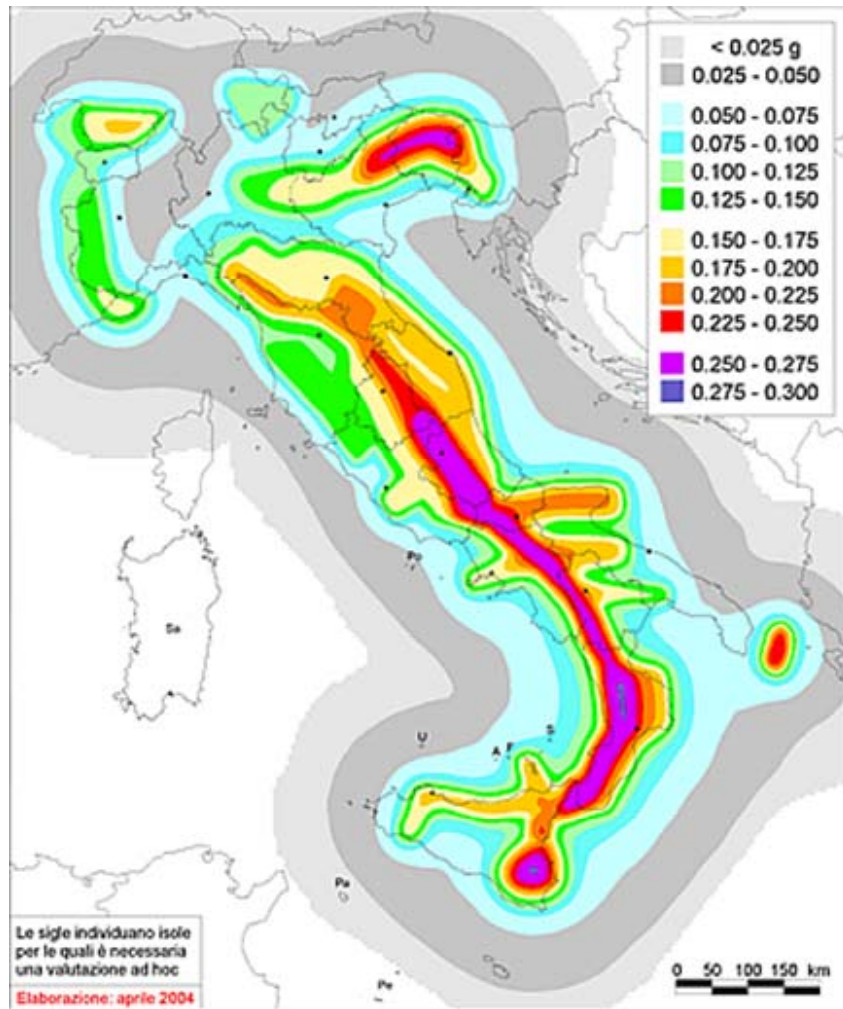 < 0.025 g
0.025 - 0.050
0.050 - 0.075
0.075 - 0.100
0.100 - 0.125
0.125 - 0.150
0.150 - 0.175
0.175 - 0.200
0.200 - 0.225
0.225 - 0.250
0.250 - 0.275
0.275 - 0.300
Po
Sa
U
A
F
S
Pa
Pe
Le sigle individuano isole
per le quali è necessaria
una valutazione ad hoc
Elaborazione: aprile 2004
0 50 100 150 km